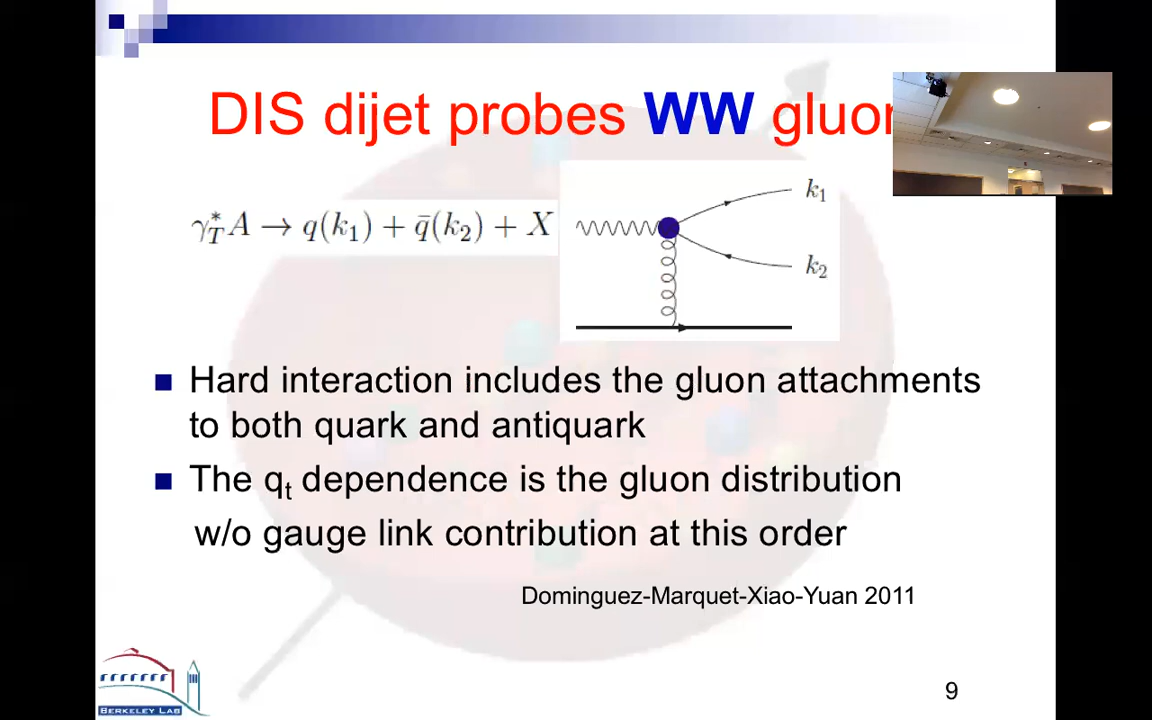 DIS dijet probes WW gluon
γ*_T A → q(k₁) + q̄(k₂) + X
k₁
k₂
Hard interaction includes the gluon attachments
to both quark and antiquark
The qₜ dependence is the gluon distribution
w/o gauge link contribution at this order
Dominguez-Marquet-Xiao-Yuan 2011
BERKELEY LAB
9